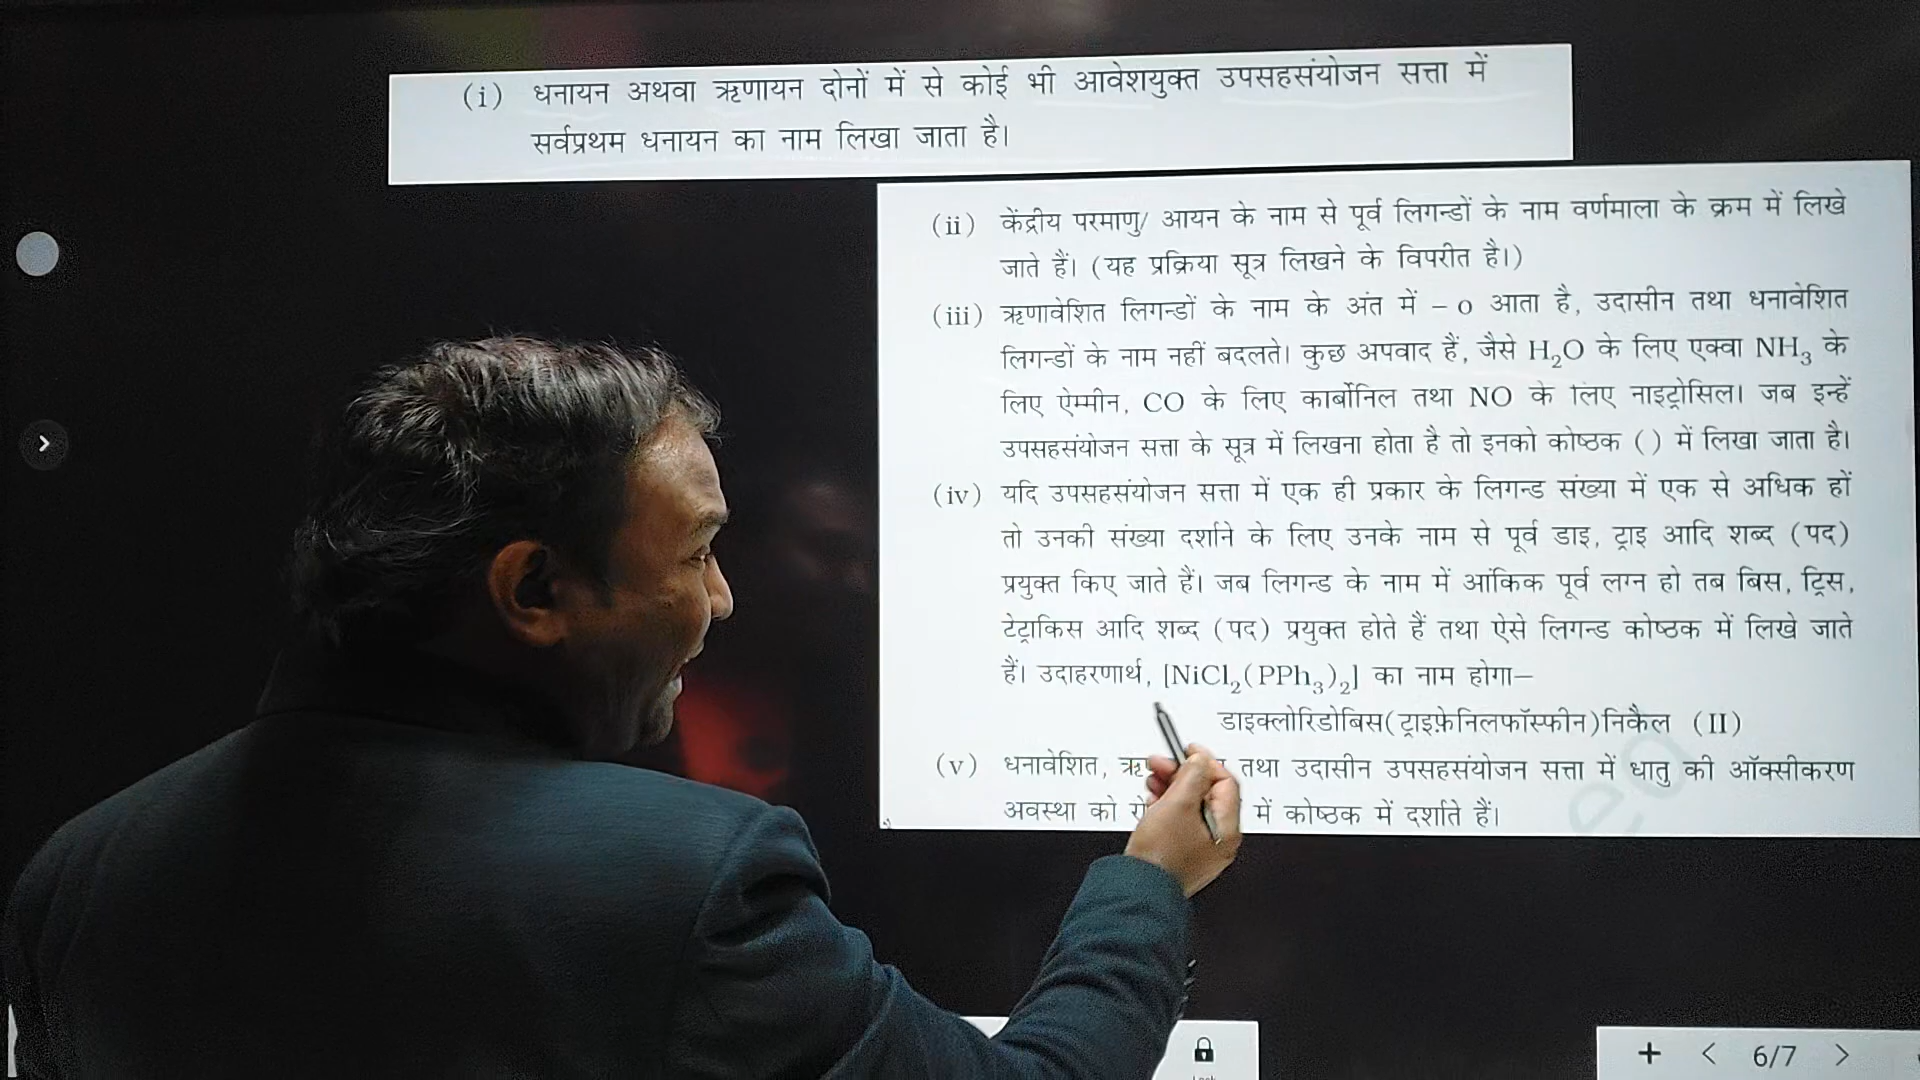 (i) धनायन अथवा ऋणायन दोनों में से कोई भी आवेशयुक्त उपसहसंयोजन सत्ता में
सर्वप्रथम धनायन का नाम लिखा जाता है।
(ii) केंद्रीय परमाणु/ आयन के नाम से पूर्व लिगन्डों के नाम वर्णमाला के क्रम में लिखे
जाते हैं। (यह प्रक्रिया सूत्र लिखने के विपरीत है।)
(iii) ऋणावेशित लिगन्डों के नाम के अंत में – o आता है, उदासीन तथा धनावेशित
लिगन्डों के नाम नहीं बदलते। कुछ अपवाद हैं, जैसे H₂O के लिए एक्वा NH₃ के
लिए ऐम्मीन, CO के लिए कार्बोनिल तथा NO के लिए नाइट्रोसिल। जब इन्हें
उपसहसंयोजन सत्ता के सूत्र में लिखना होता है तो इनको कोष्ठक ( ) में लिखा जाता है।
(iv) यदि उपसहसंयोजन सत्ता में एक ही प्रकार के लिगन्ड संख्या में एक से अधिक हों
तो उनकी संख्या दर्शाने के लिए उनके नाम से पूर्व डाइ, ट्राइ आदि शब्द (पद)
प्रयुक्त किए जाते हैं। जब लिगन्ड के नाम में आंकिक पूर्व लग्न हो तब बिस, ट्रिस,
टेट्राकिस आदि शब्द (पद) प्रयुक्त होते हैं तथा ऐसे लिगन्ड कोष्ठक में लिखे जाते
हैं। उदाहरणार्थ, [NiCl₂(PPh₃)₂] का नाम होगा–
डाइक्लोरिडोबिस(ट्राइफ़ेनिलफॉस्फीन)निकैल (II)
(v) धनावेशित, तथा उदासीन उपसहसंयोजन सत्ता में धातु की ऑक्सीकरण
अवस्था को में कोष्ठक में दर्शाते हैं।
+ < 6/7 >